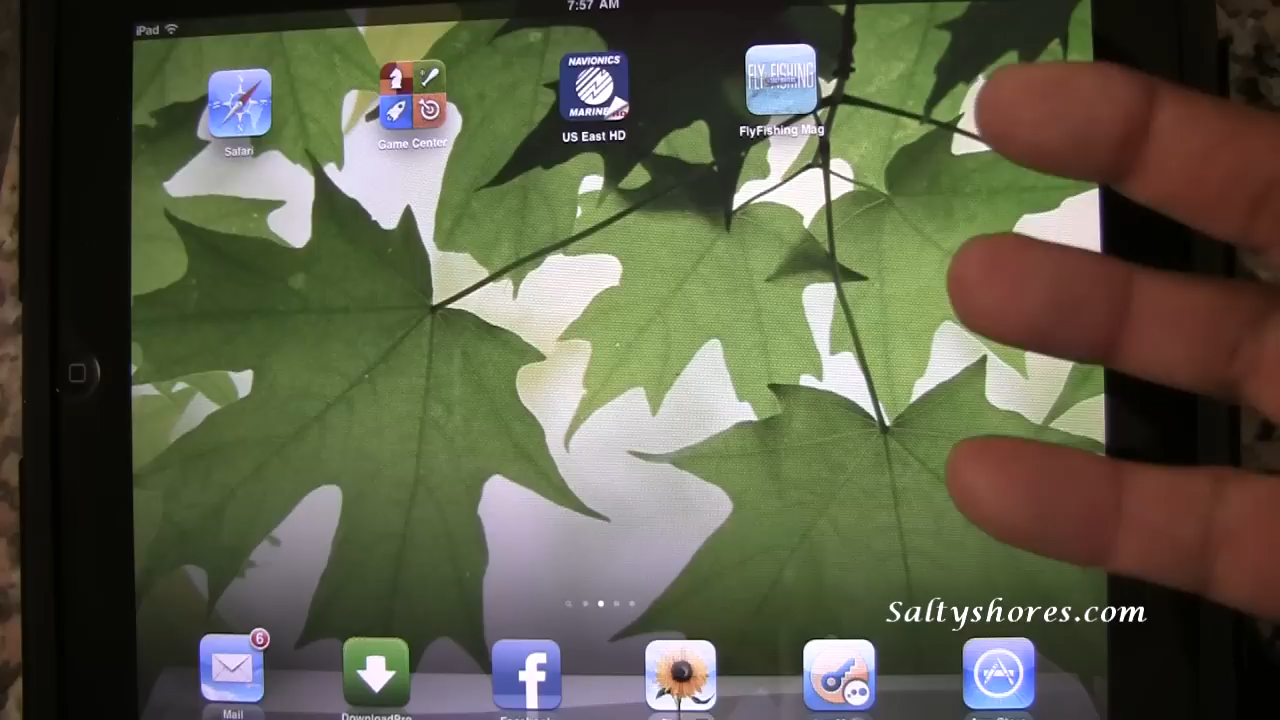 7:57 AM
iPad
NAVIONICS
MARINE
FLY FISHING
Safari
Game Center
US East HD
FlyFishing Mag
Saltyshores.com
6
f
Mail